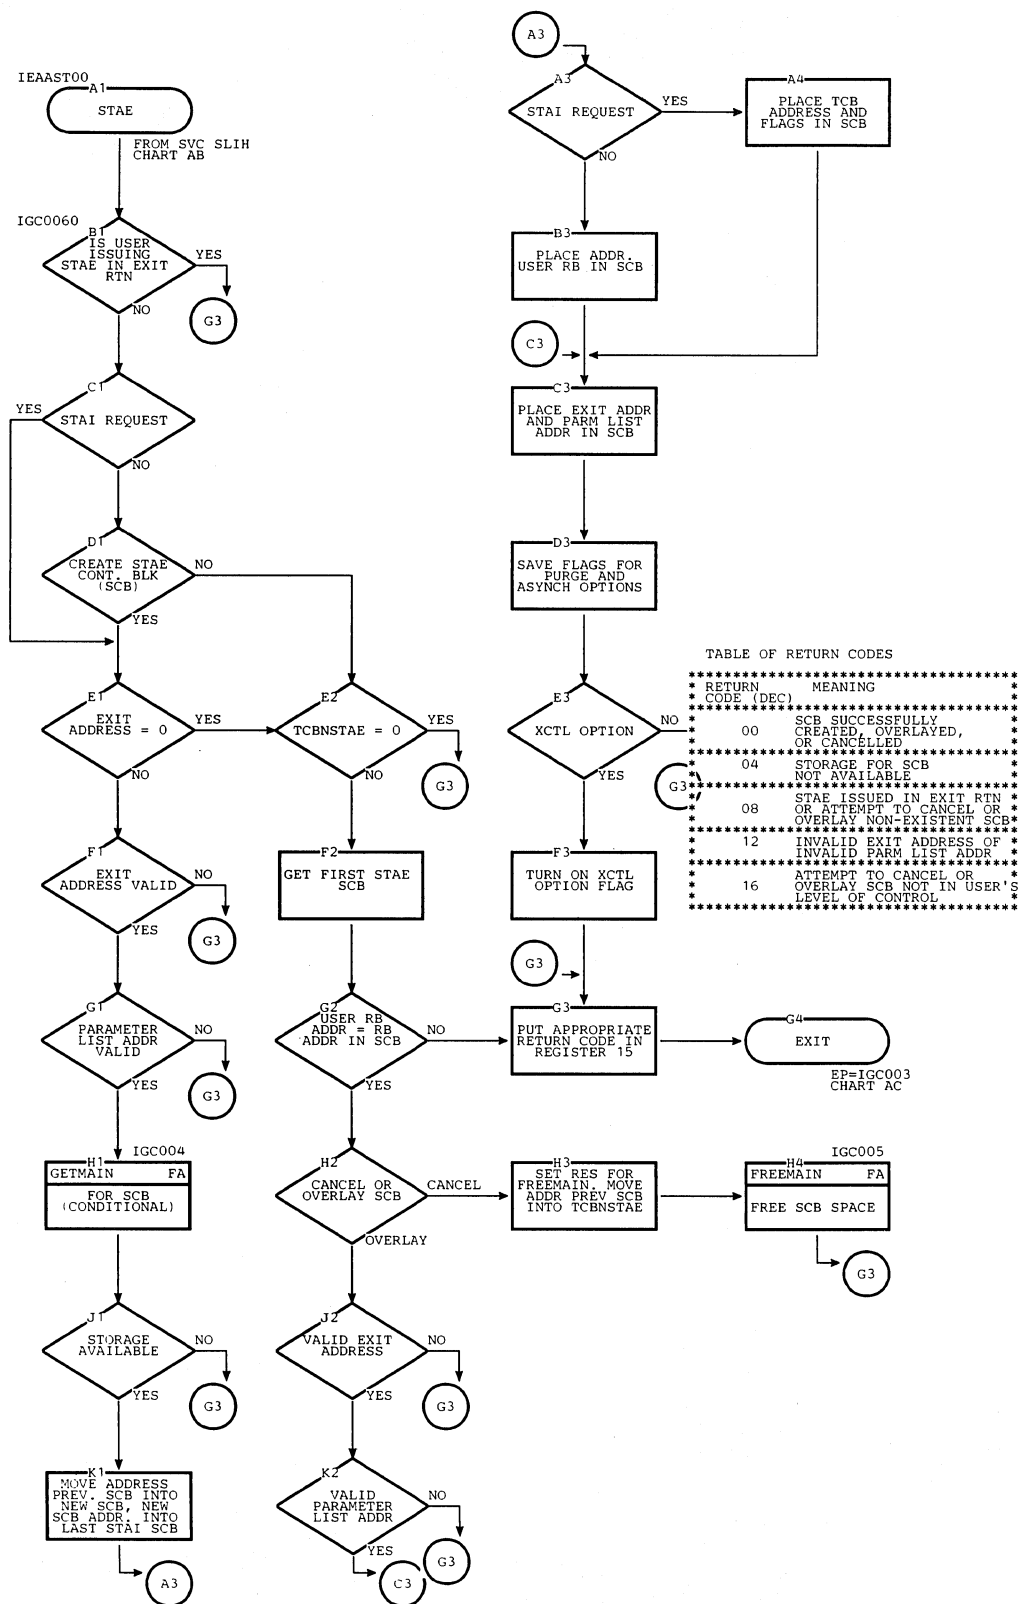 IEAAST00
A1
STAE
FROM SVC SLIH
CHART AB
IGC0060
B1
IS USER
ISSUING
STAE IN EXIT
RTN
YES
G3
NO
C1
YES
STAI REQUEST
NO
D1
CREATE STAE
CONT. BLK
(SCB)
NO
YES
E1
EXIT
ADDRESS = 0
YES
NO
F1
EXIT
ADDRESS VALID
NO
G3
YES
G1
PARAMETER
LIST ADDR
VALID
NO
G3
YES
IGC004
H1
GETMAIN FA
FOR SCB
(CONDITIONAL)
J1
STORAGE
AVAILABLE
NO
G3
YES
K1
MOVE ADDRESS
PREV. SCB INTO
NEW SCB, NEW
SCB ADDR. INTO
LAST STAI SCB
A3
E2
TCBNSTAE = 0
YES
G3
NO
F2
GET FIRST STAE
SCB
G2
USER RB
ADDR = RB
ADDR IN SCB
NO
YES
H2
CANCEL OR
OVERLAY SCB
CANCEL
OVERLAY
J2
VALID EXIT
ADDRESS
NO
G3
YES
K2
VALID
PARAMETER
LIST ADDR
NO
G3
YES
C3
A3
A3
STAI REQUEST
YES
NO
A4
PLACE TCB
ADDRESS AND
FLAGS IN SCB
B3
PLACE ADDR.
USER RB IN SCB
C3
C3
PLACE EXIT ADDR
AND PARM LIST
ADDR IN SCB
D3
SAVE FLAGS FOR
PURGE AND
ASYNCH OPTIONS
E3
XCTL OPTION
NO
G3
YES
F3
TURN ON XCTL
OPTION FLAG
G3
G3
PUT APPROPRIATE
RETURN CODE IN
REGISTER 15
G4
EXIT
EP=IGC003
CHART AC
H3
SET RES FOR
FREEMAIN. MOVE
ADDR PREV SCB
INTO TCBNSTAE
IGC005
H4
FREEMAIN FA
FREE SCB SPACE
G3
TABLE OF RETURN CODES
RETURN MEANING
CODE (DEC)
00 SCB SUCCESSFULLY
CREATED, OVERLAYED,
OR CANCELLED
04 STORAGE FOR SCB
NOT AVAILABLE
08 STAE ISSUED IN EXIT RTN
OR ATTEMPT TO CANCEL OR
OVERLAY NON-EXISTENT SCB
12 INVALID EXIT ADDRESS OF
INVALID PARM LIST ADDR
16 ATTEMPT TO CANCEL OR
OVERLAY SCB NOT IN USER'S
LEVEL OF CONTROL